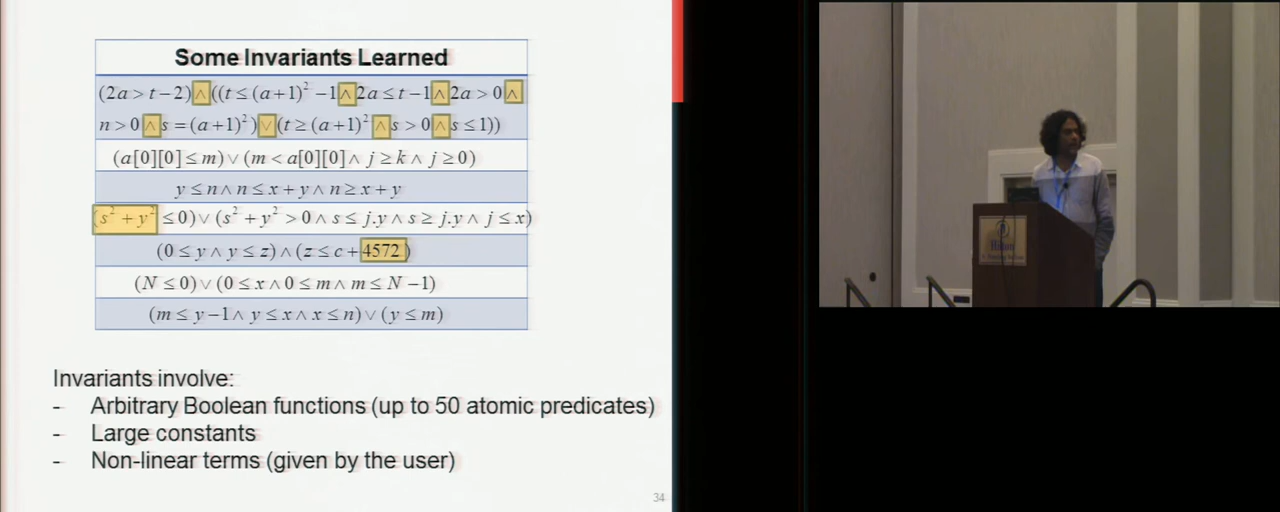 Some Invariants Learned
(2a > t − 2) ∧ ((t ≤ (a+1)² − 1 ∧ 2a ≤ t − 1 ∧ 2a > 0 ∧
n > 0 ∧ s = (a+1)²) ∨ (t ≥ (a+1)² ∧ s > 0 ∧ s ≤ 1))
(a[0][0] ≤ m) ∨ (m < a[0][0] ∧ j ≥ k ∧ j ≥ 0)
y ≤ n ∧ n ≤ x + y ∧ n ≥ x + y
(s² + y² ≤ 0) ∨ (s² + y² > 0 ∧ s ≤ j.y ∧ s ≥ j.y ∧ j ≤ x)
(0 ≤ y ∧ y ≤ z) ∧ (z ≤ c + 4572)
(N ≤ 0) ∨ (0 ≤ x ∧ 0 ≤ m ∧ m ≤ N − 1)
(m ≤ y − 1 ∧ y ≤ x ∧ x ≤ n) ∨ (y ≤ m)
Invariants involve:
- Arbitrary Boolean functions (up to 50 atomic predicates)
- Large constants
- Non-linear terms (given by the user)
34
Hilton